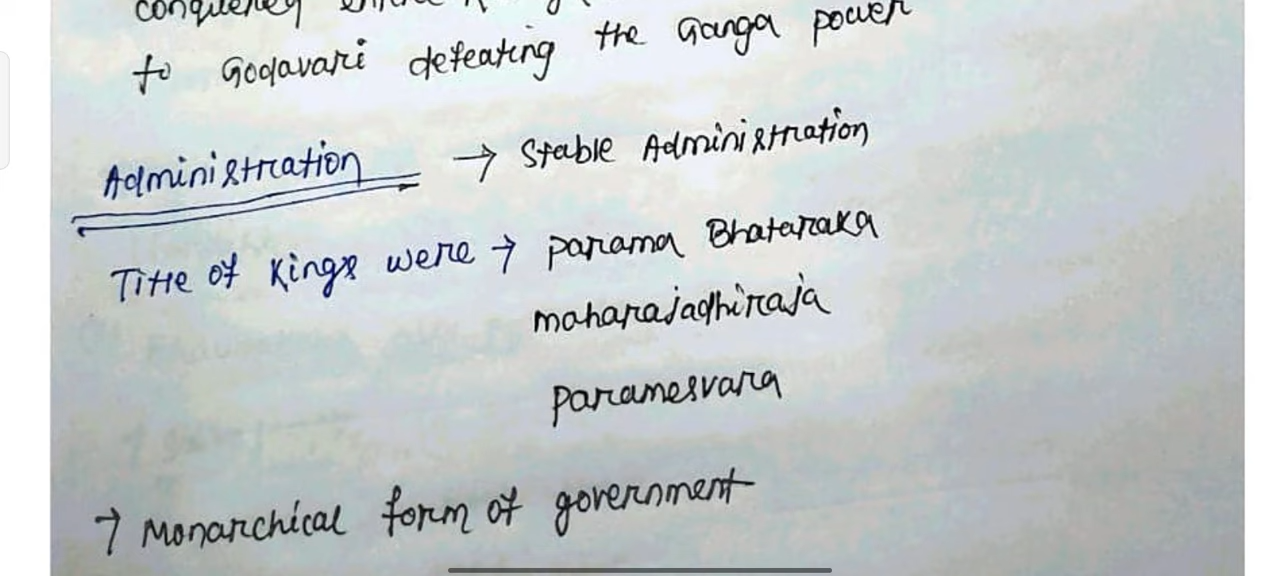 to Godavari defeating the Ganga power
Administration → Stable Administration
Title of Kings were → parama Bhataraka
maharajadhiraja
paramesvara
→ Monarchical form of government